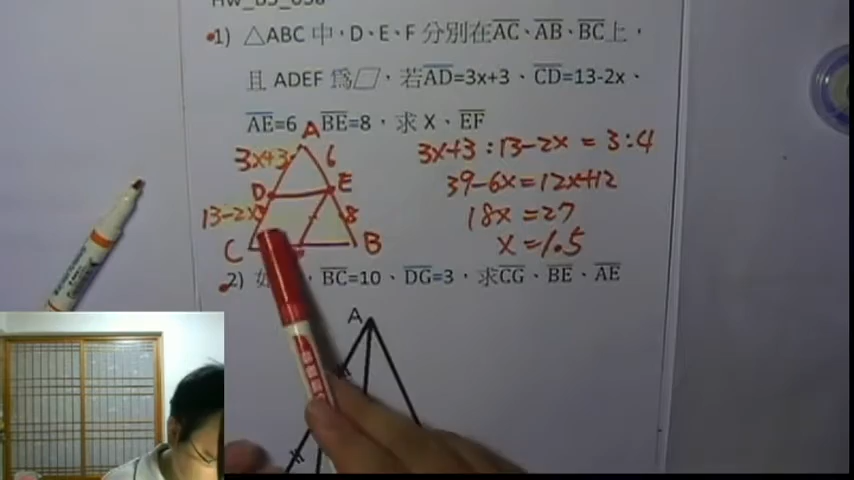 HW_B5_038
1) △ABC 中，D、E、F 分別在AC、AB、BC上，
且 ADEF 為▱，若AD=3x+3、CD=13-2x、
AE=6 BE=8，求 X、EF
A
3x+3 6
3x+3 : 13-2x = 3:4
D E
39-6x=12x+12
13-2x 8
18x=27
C B
x=1.5
2) BC=10、DG=3，求CG、BE、AE
A